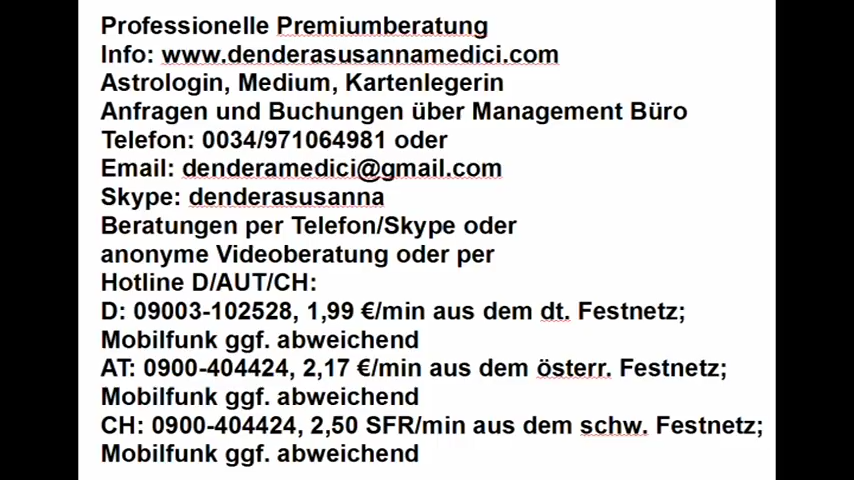 Professionelle Premiumberatung
Info: www.denderasusannamedici.com
Astrologin, Medium, Kartenlegerin
Anfragen und Buchungen über Management Büro
Telefon: 0034/971064981 oder
Email: denderamedici@gmail.com
Skype: denderasusanna
Beratungen per Telefon/Skype oder
anonyme Videoberatung oder per
Hotline D/AUT/CH:
D: 09003-102528, 1,99 €/min aus dem dt. Festnetz;
Mobilfunk ggf. abweichend
AT: 0900-404424, 2,17 €/min aus dem österr. Festnetz;
Mobilfunk ggf. abweichend
CH: 0900-404424, 2,50 SFR/min aus dem schw. Festnetz;
Mobilfunk ggf. abweichend